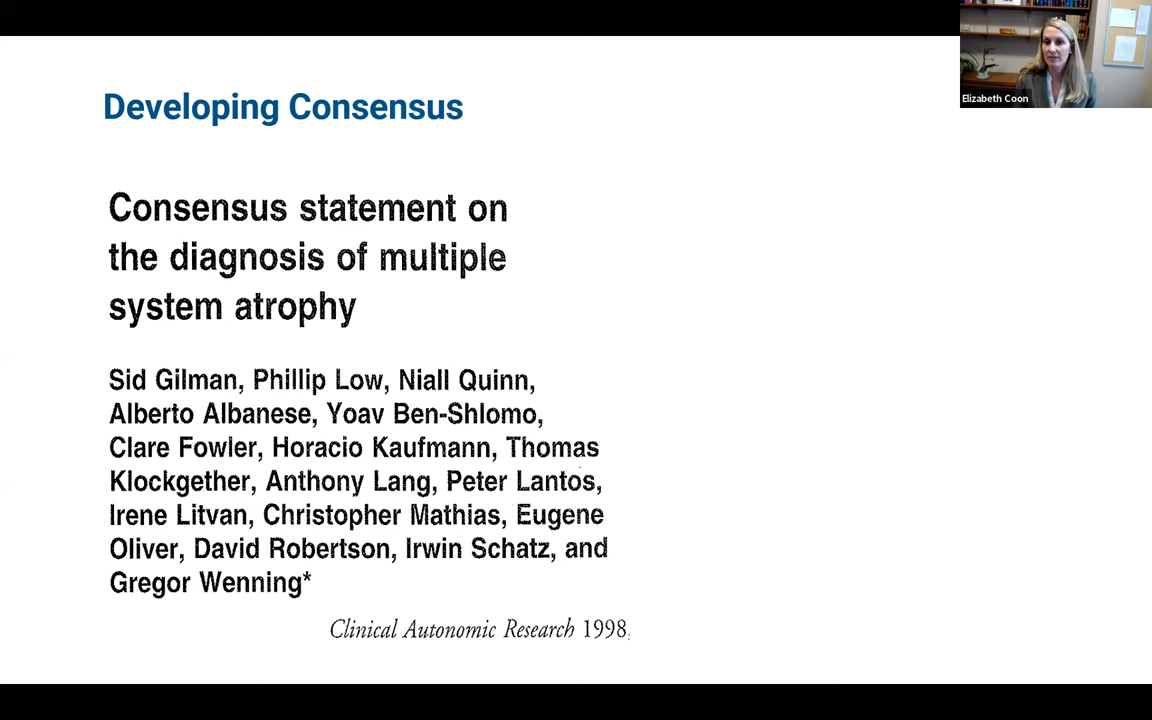 Developing Consensus
Consensus statement on
the diagnosis of multiple
system atrophy
Sid Gilman, Phillip Low, Niall Quinn,
Alberto Albanese, Yoav Ben-Shlomo,
Clare Fowler, Horacio Kaufmann, Thomas
Klockgether, Anthony Lang, Peter Lantos,
Irene Litvan, Christopher Mathias, Eugene
Oliver, David Robertson, Irwin Schatz, and
Gregor Wenning*
Clinical Autonomic Research 1998.
Elizabeth Coon